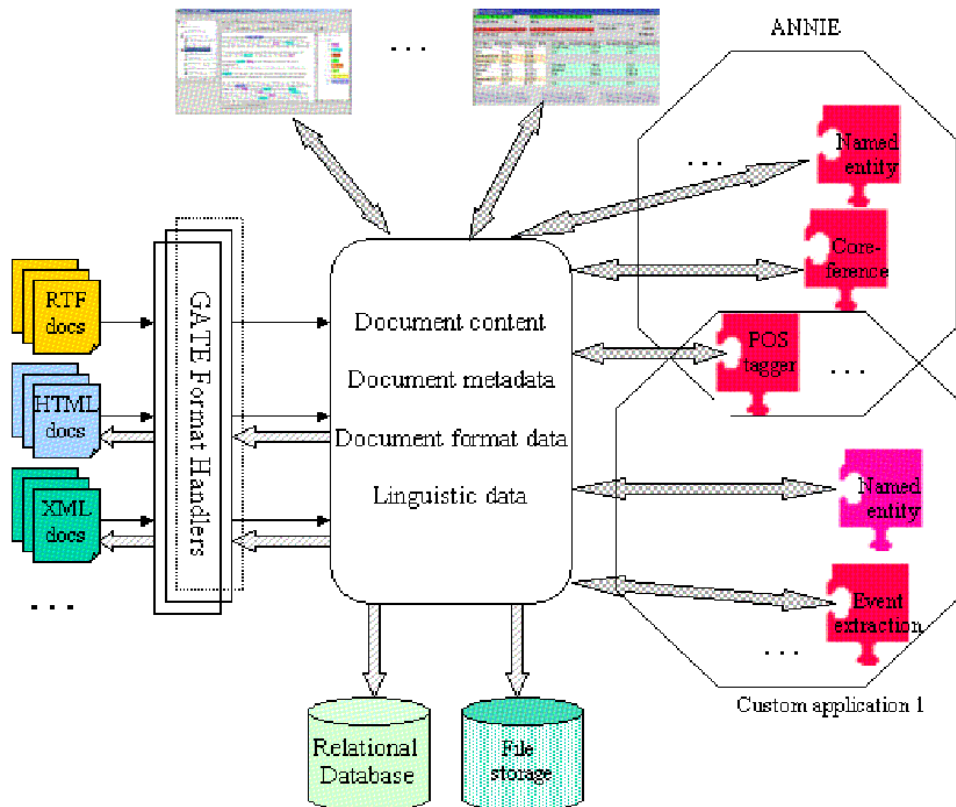 ANNIE
. . .
. . .
Named
entity
Core-
ference
RTF
docs
GATE Format Handlers
Document content
POS
tagger
. . .
Document metadata
HTML
docs
Document format data
Linguistic data
Named
entity
XML
docs
. . .
Event
extraction
. . .
Custom application 1
Relational
Database
File
storage